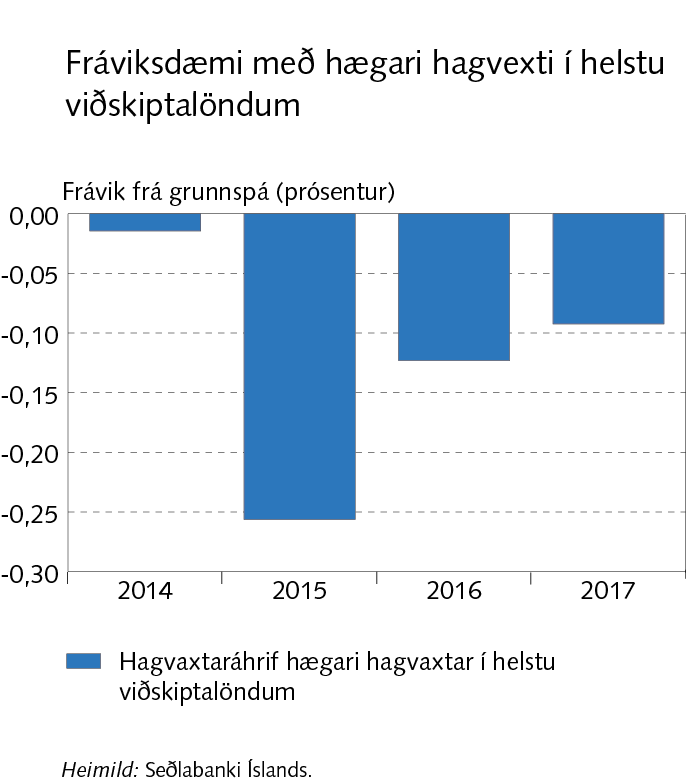 Fráviksdæmi með hægari hagvexti í helstu
viðskiptalöndum
Frávik frá grunnspá (prósentur)
0,00
-0,05
-0,10
-0,15
-0,20
-0,25
-0,30
2014 2015 2016 2017
Hagvaxtaráhrif hægari hagvaxtar í helstu
viðskiptalöndum
Heimild: Seðlabanki Íslands.